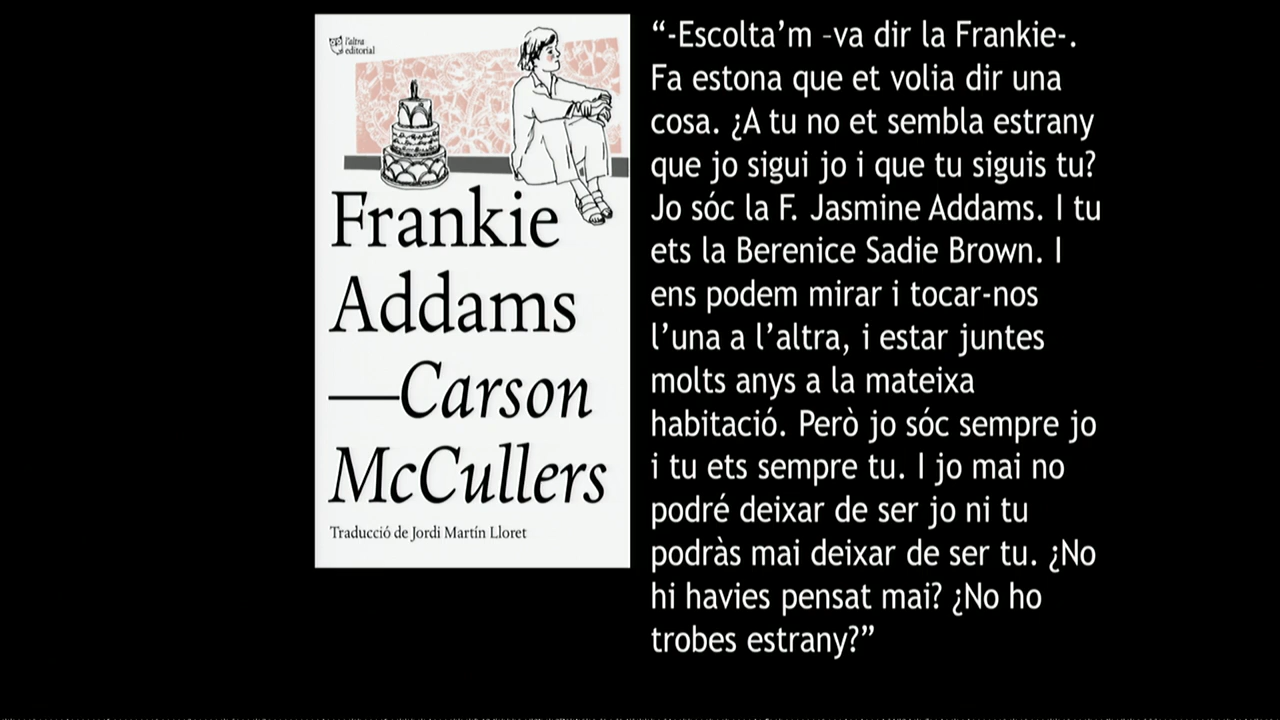 l'altra
editorial
Frankie
Addams
—Carson
McCullers
Traducció de Jordi Martín Lloret
“-Escolta’m –va dir la Frankie-.
Fa estona que et volia dir una
cosa. ¿A tu no et sembla estrany
que jo sigui jo i que tu siguis tu?
Jo sóc la F. Jasmine Addams. I tu
ets la Berenice Sadie Brown. I
ens podem mirar i tocar-nos
l’una a l’altra, i estar juntes
molts anys a la mateixa
habitació. Però jo sóc sempre jo
i tu ets sempre tu. I jo mai no
podré deixar de ser jo ni tu
podràs mai deixar de ser tu. ¿No
hi havies pensat mai? ¿No ho
trobes estrany?”